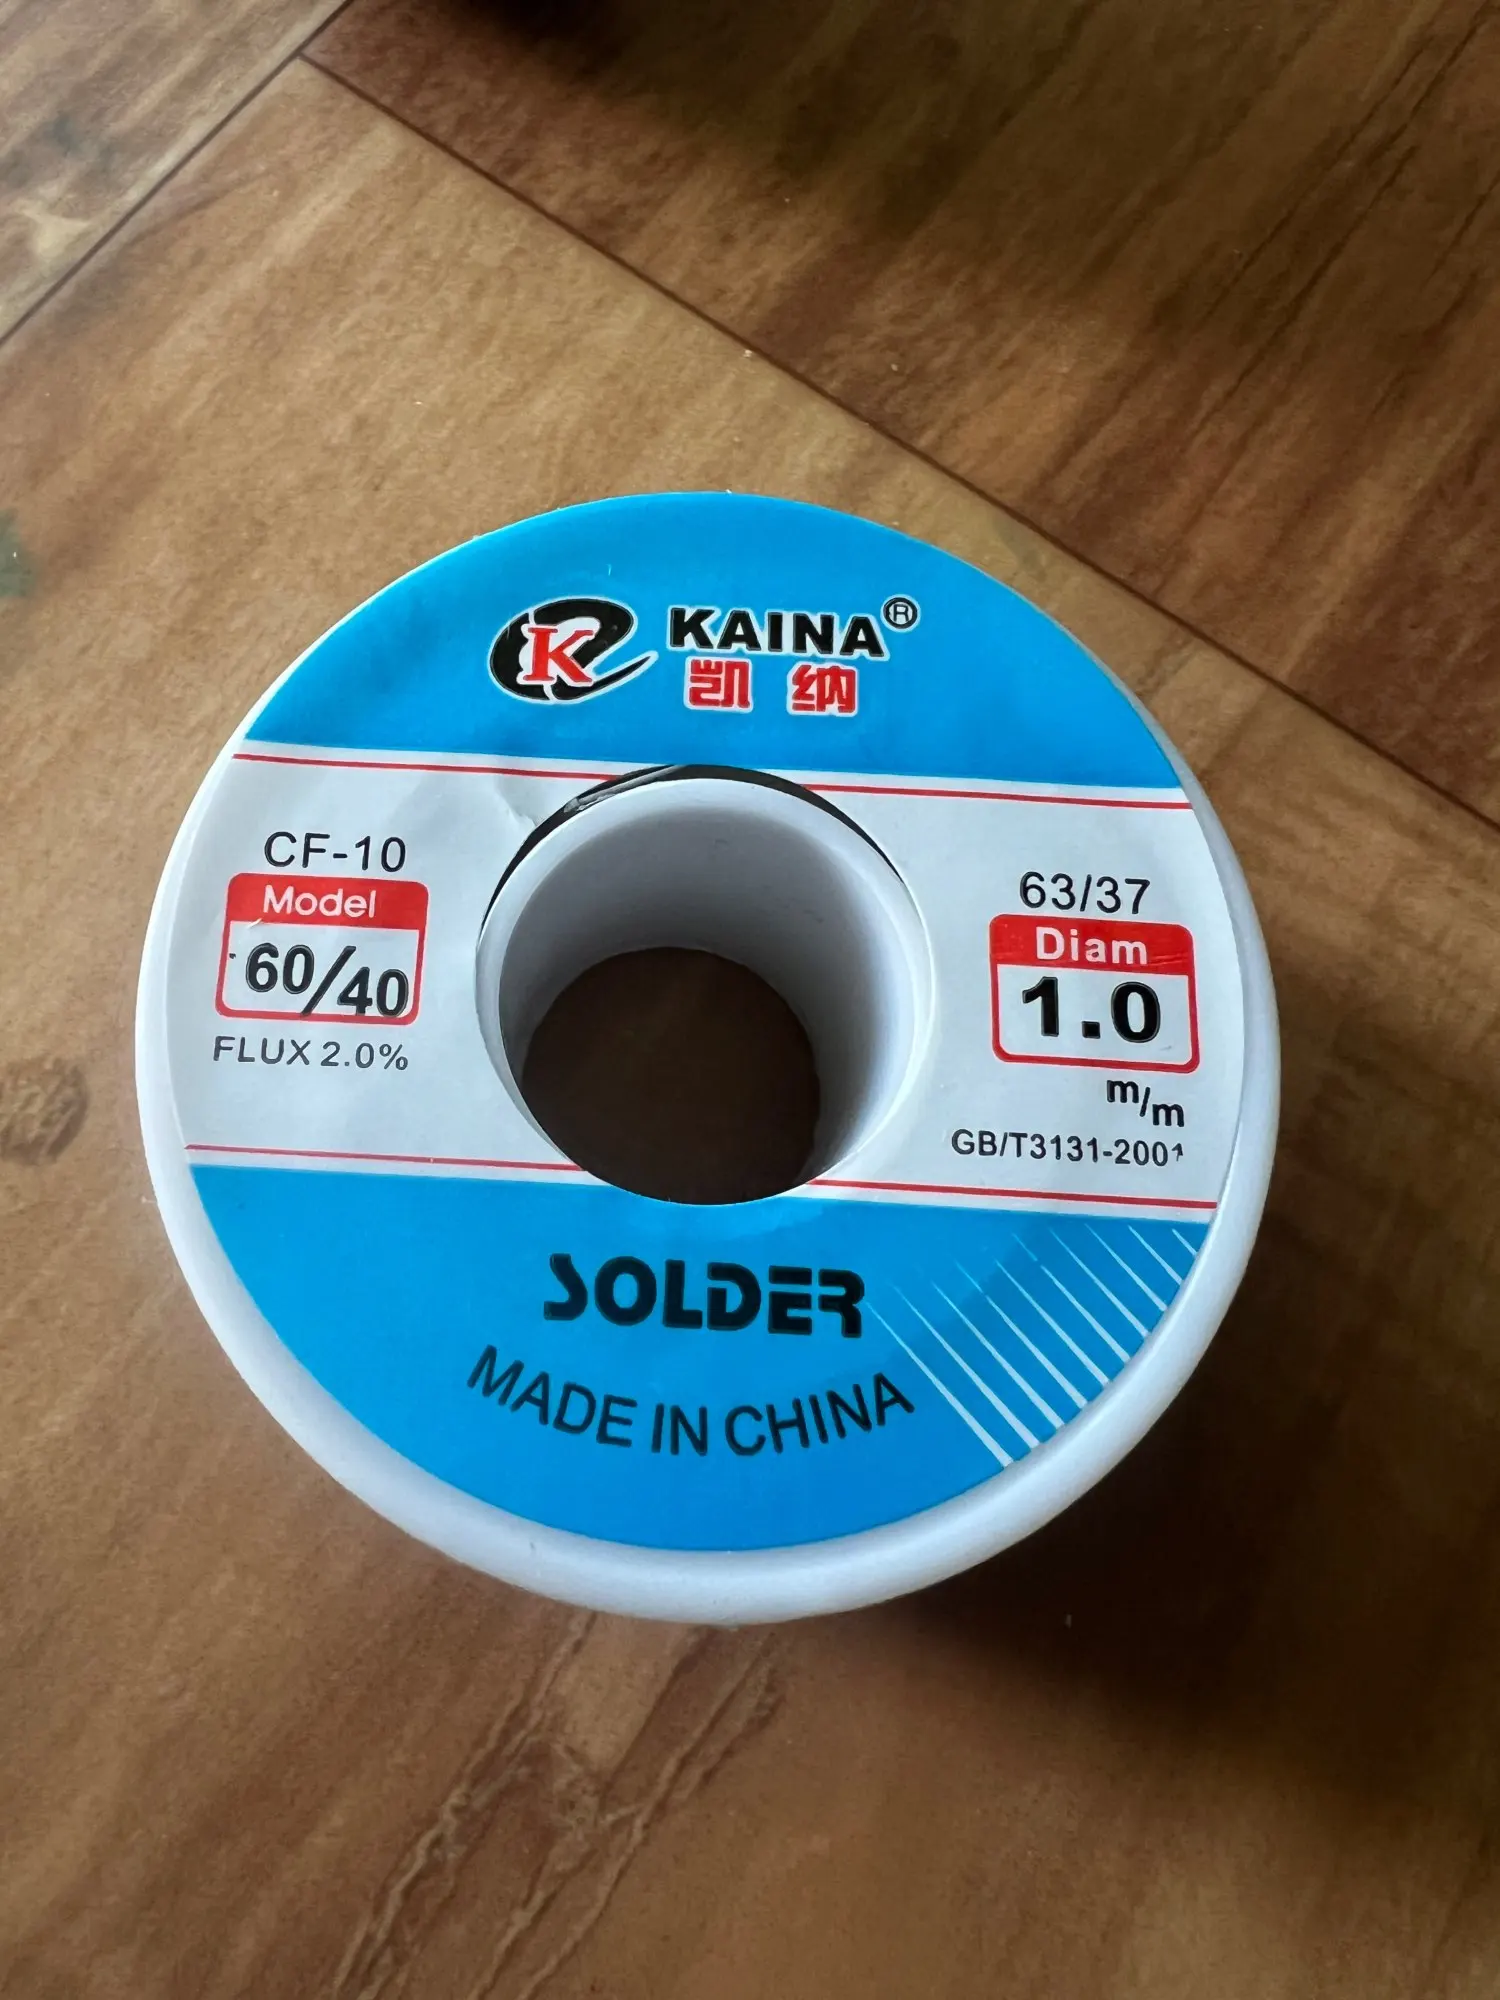 K KAINA®
凯纳
CF-10
Model
60/40
FLUX 2.0%
63/37
Diam
1.0
m/m
GB/T3131-2001
SOLDER
MADE IN CHINA